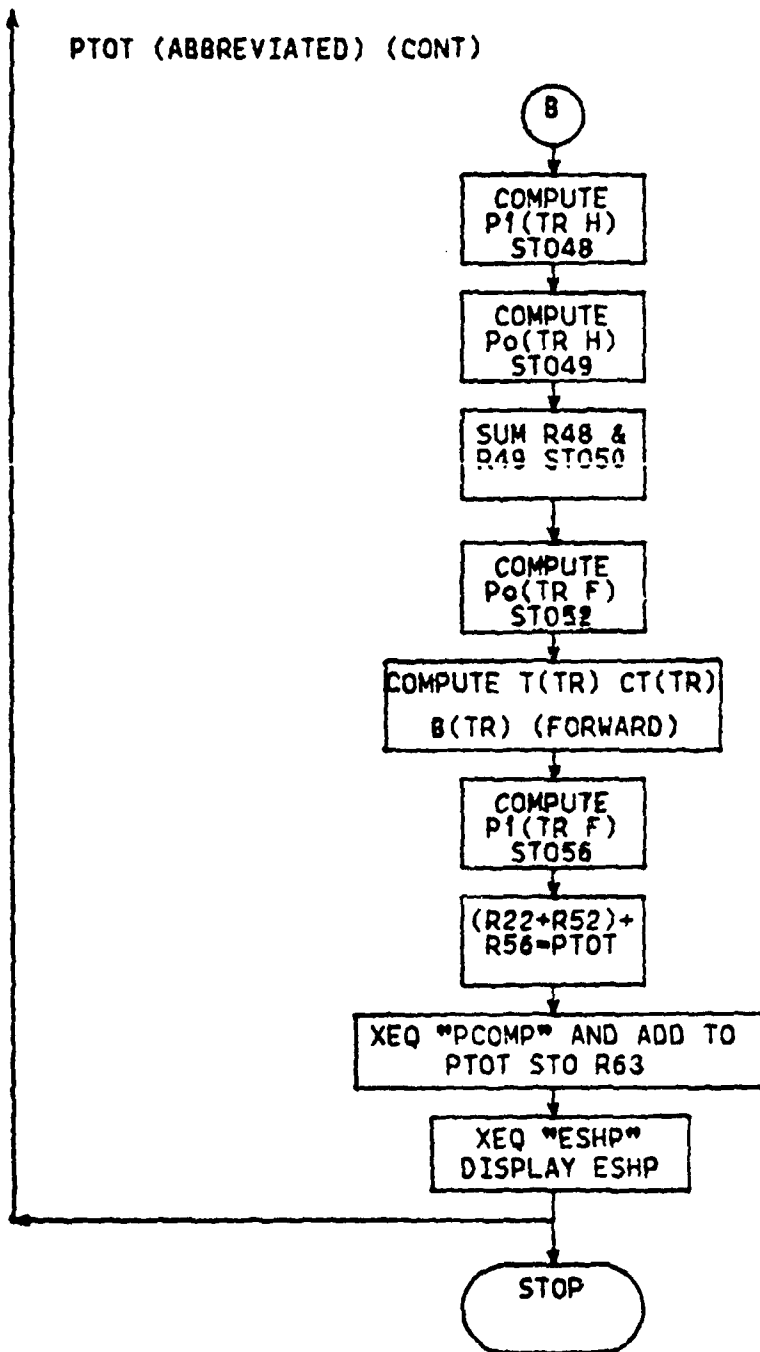 PTOT (ABBREVIATED) (CONT)
B
COMPUTE
Pi(TR H)
STO48
COMPUTE
Po(TR H)
STO49
SUM R48 &
R49 STO50
COMPUTE
Po(TR F)
STO52
COMPUTE T(TR) CT(TR)
B(TR) (FORWARD)
COMPUTE
Pi(TR F)
STO56
(R22+R52)+
R56=PTOT
XEQ "PCOMP" AND ADD TO
PTOT STO R63
XEQ "ESHP"
DISPLAY ESHP
STOP